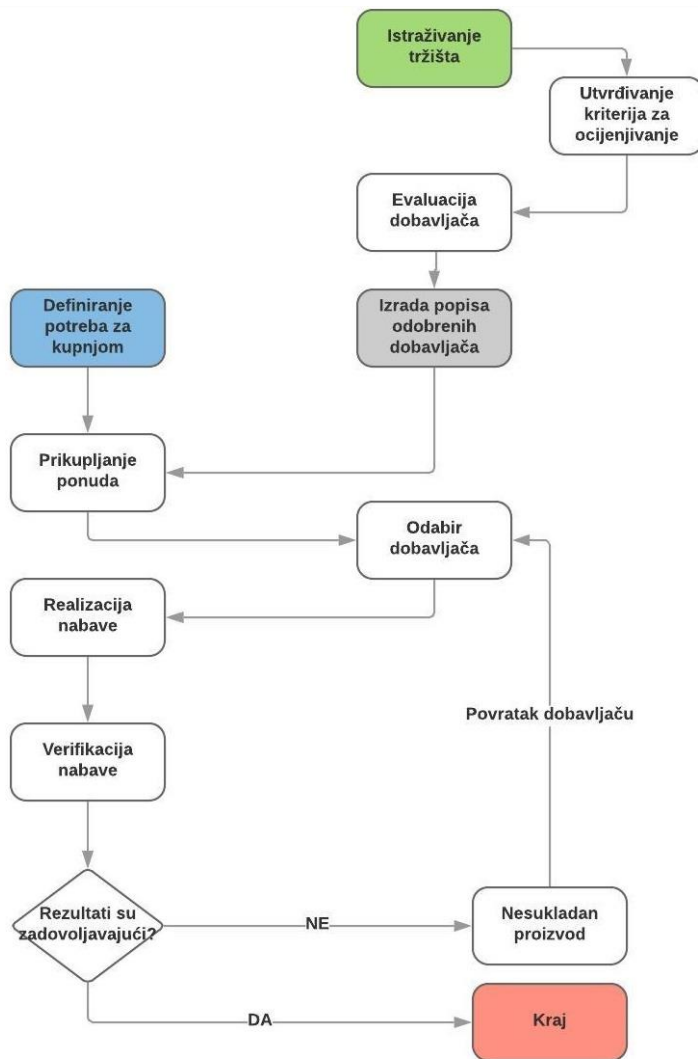 Istraživanje
tržišta
Utvrđivanje
kriterija za
ocijenjivanje
Evaluacija
dobavljača
Definiranje
potreba za
kupnjom
Izrada popisa
odobrenih
dobavljača
Prikupljanje
ponuda
Odabir
dobavljača
Realizacija
nabave
Povratak dobavljaču
Verifikacija
nabave
Rezultati su
zadovoljavajući?
NE
Nesukladan
proizvod
DA
Kraj